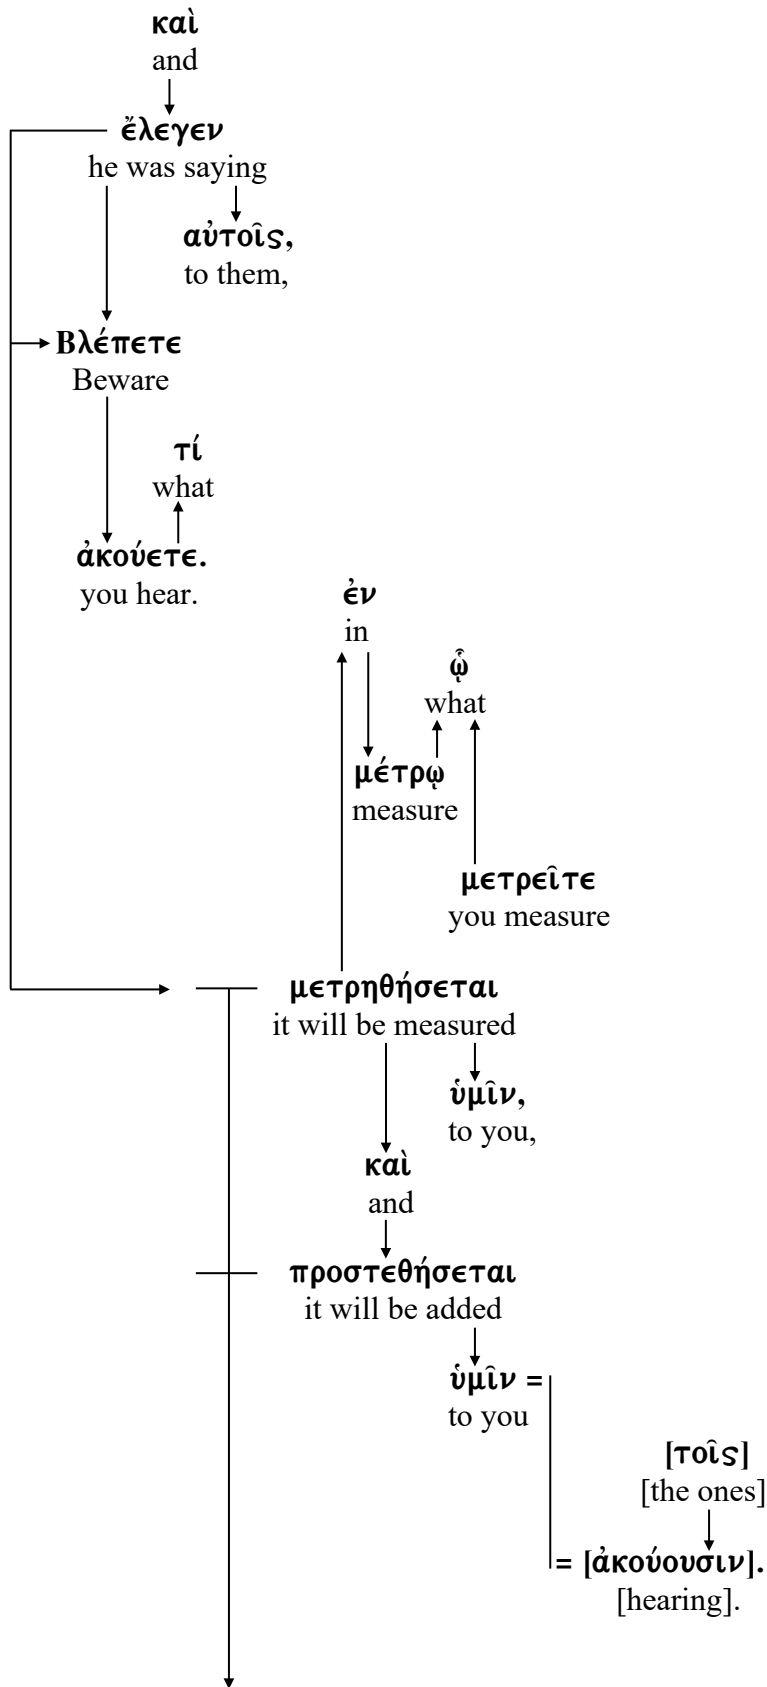 καὶ
and
ἔλεγεν
he was saying
αὐτοῖς,
to them,
Βλέπετε
Beware
τί
what
ἀκούετε.
you hear.
ἐν
in
ᾧ
what
μέτρῳ
measure
μετρεῖτε
you measure
μετρηθήσεται
it will be measured
ὑμῖν,
to you,
καὶ
and
προστεθήσεται
it will be added
ὑμῖν =
to you
[τοῖς]
[the ones]
= [ἀκούουσιν].
[hearing].